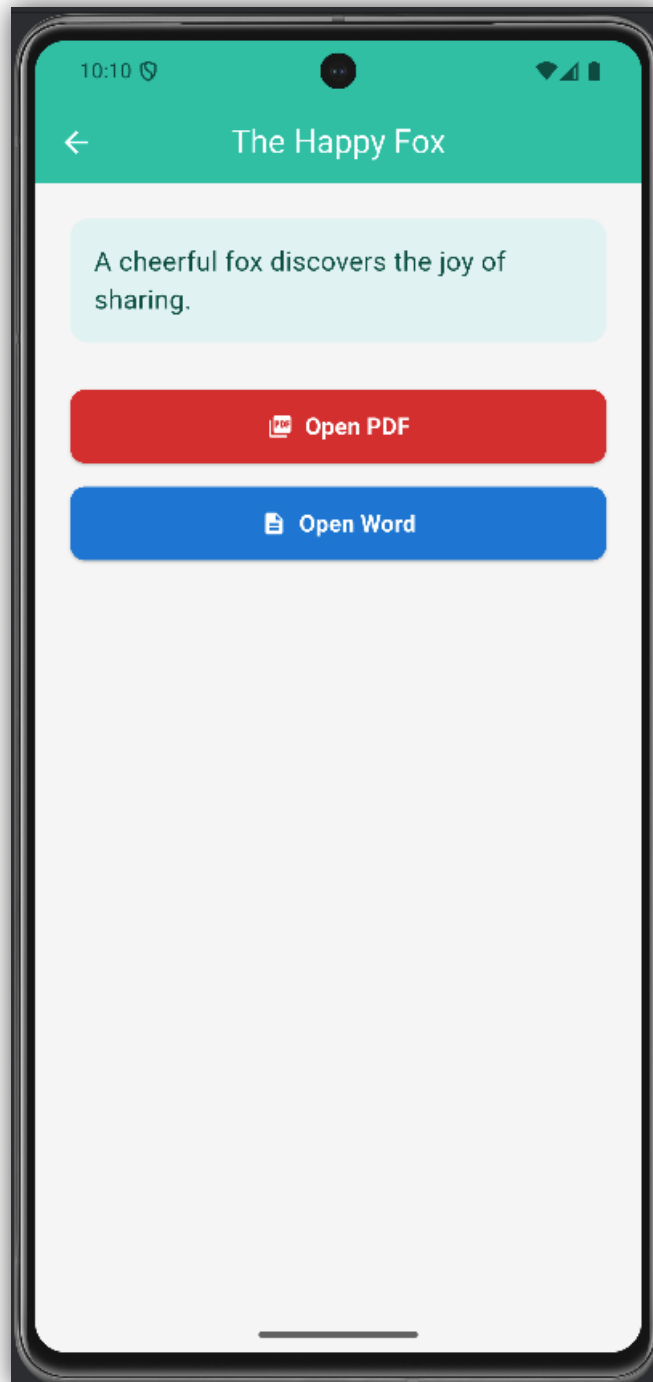 10:10
The Happy Fox
A cheerful fox discovers the joy of
sharing.
PDF Open PDF
Open Word